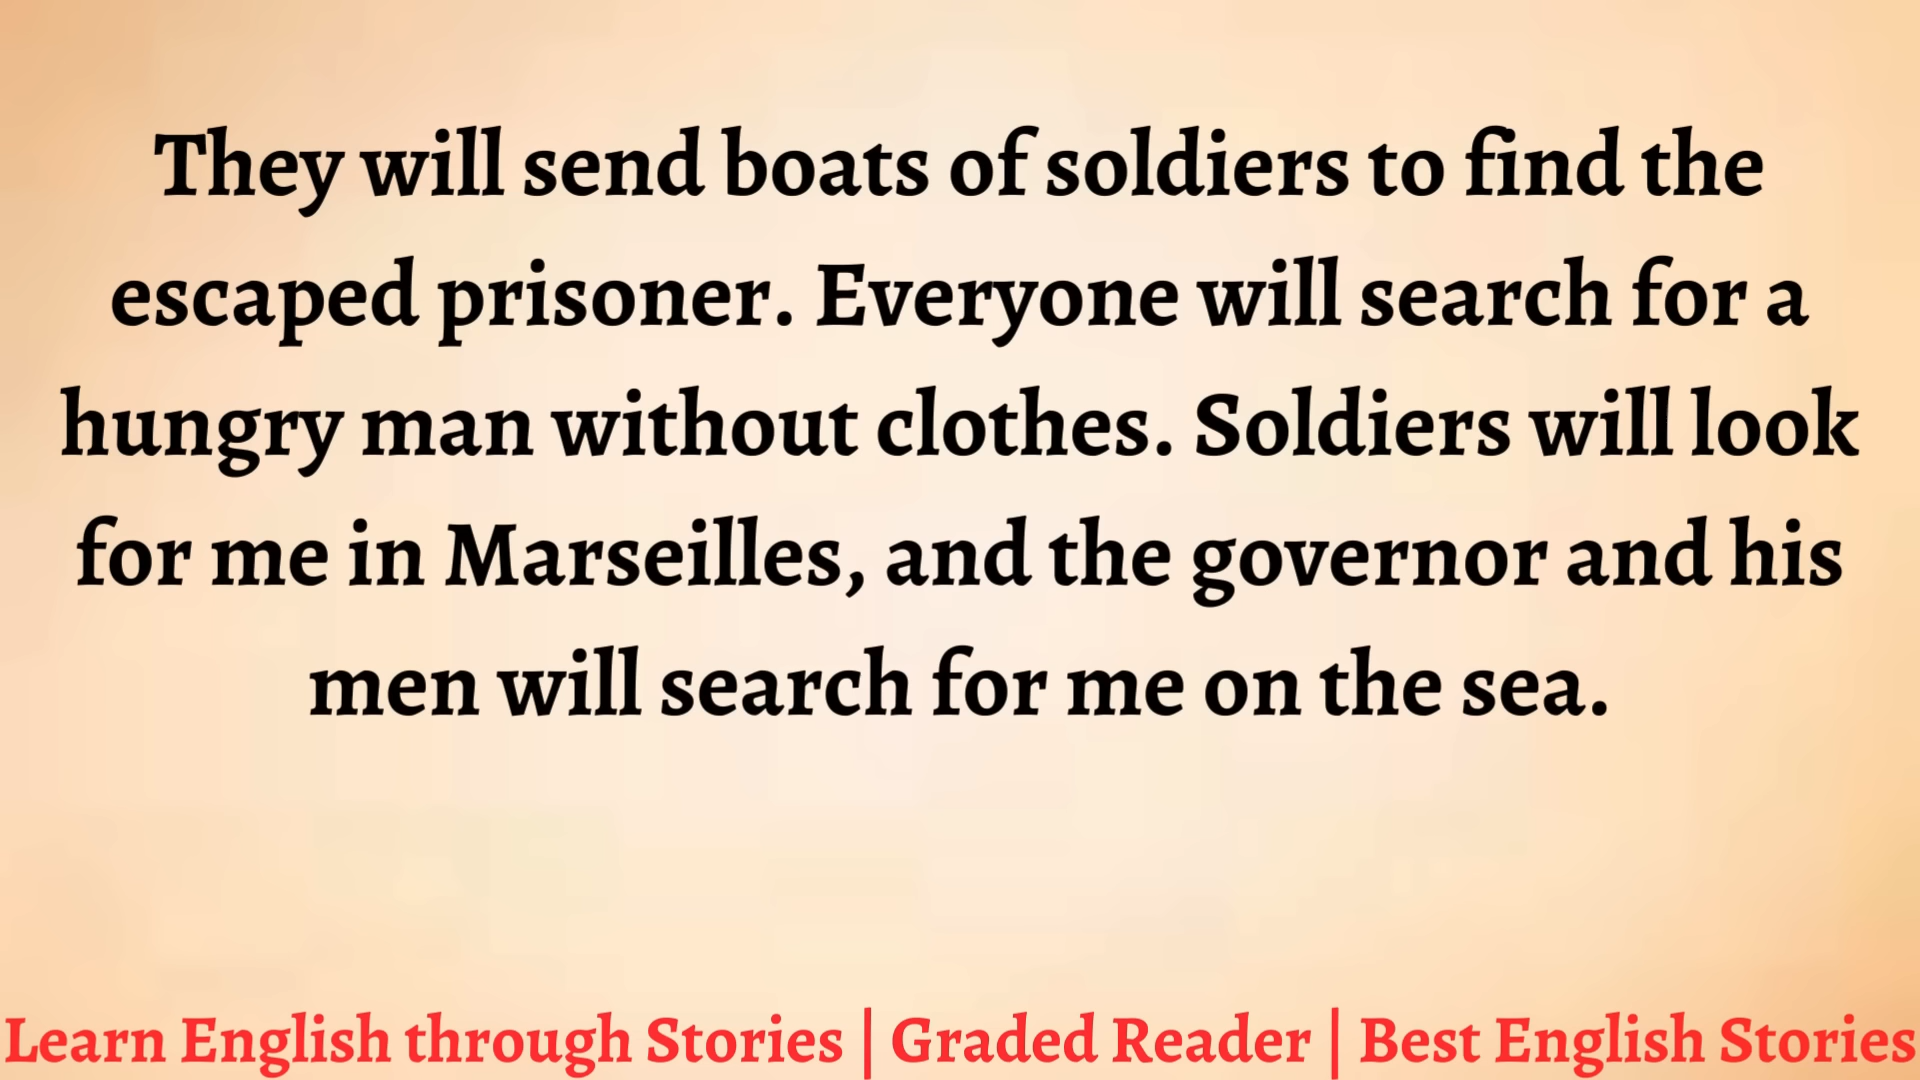 They will send boats of soldiers to find the
escaped prisoner. Everyone will search for a
hungry man without clothes. Soldiers will look
for me in Marseilles, and the governor and his
men will search for me on the sea.
Learn English through Stories | Graded Reader | Best English Stories